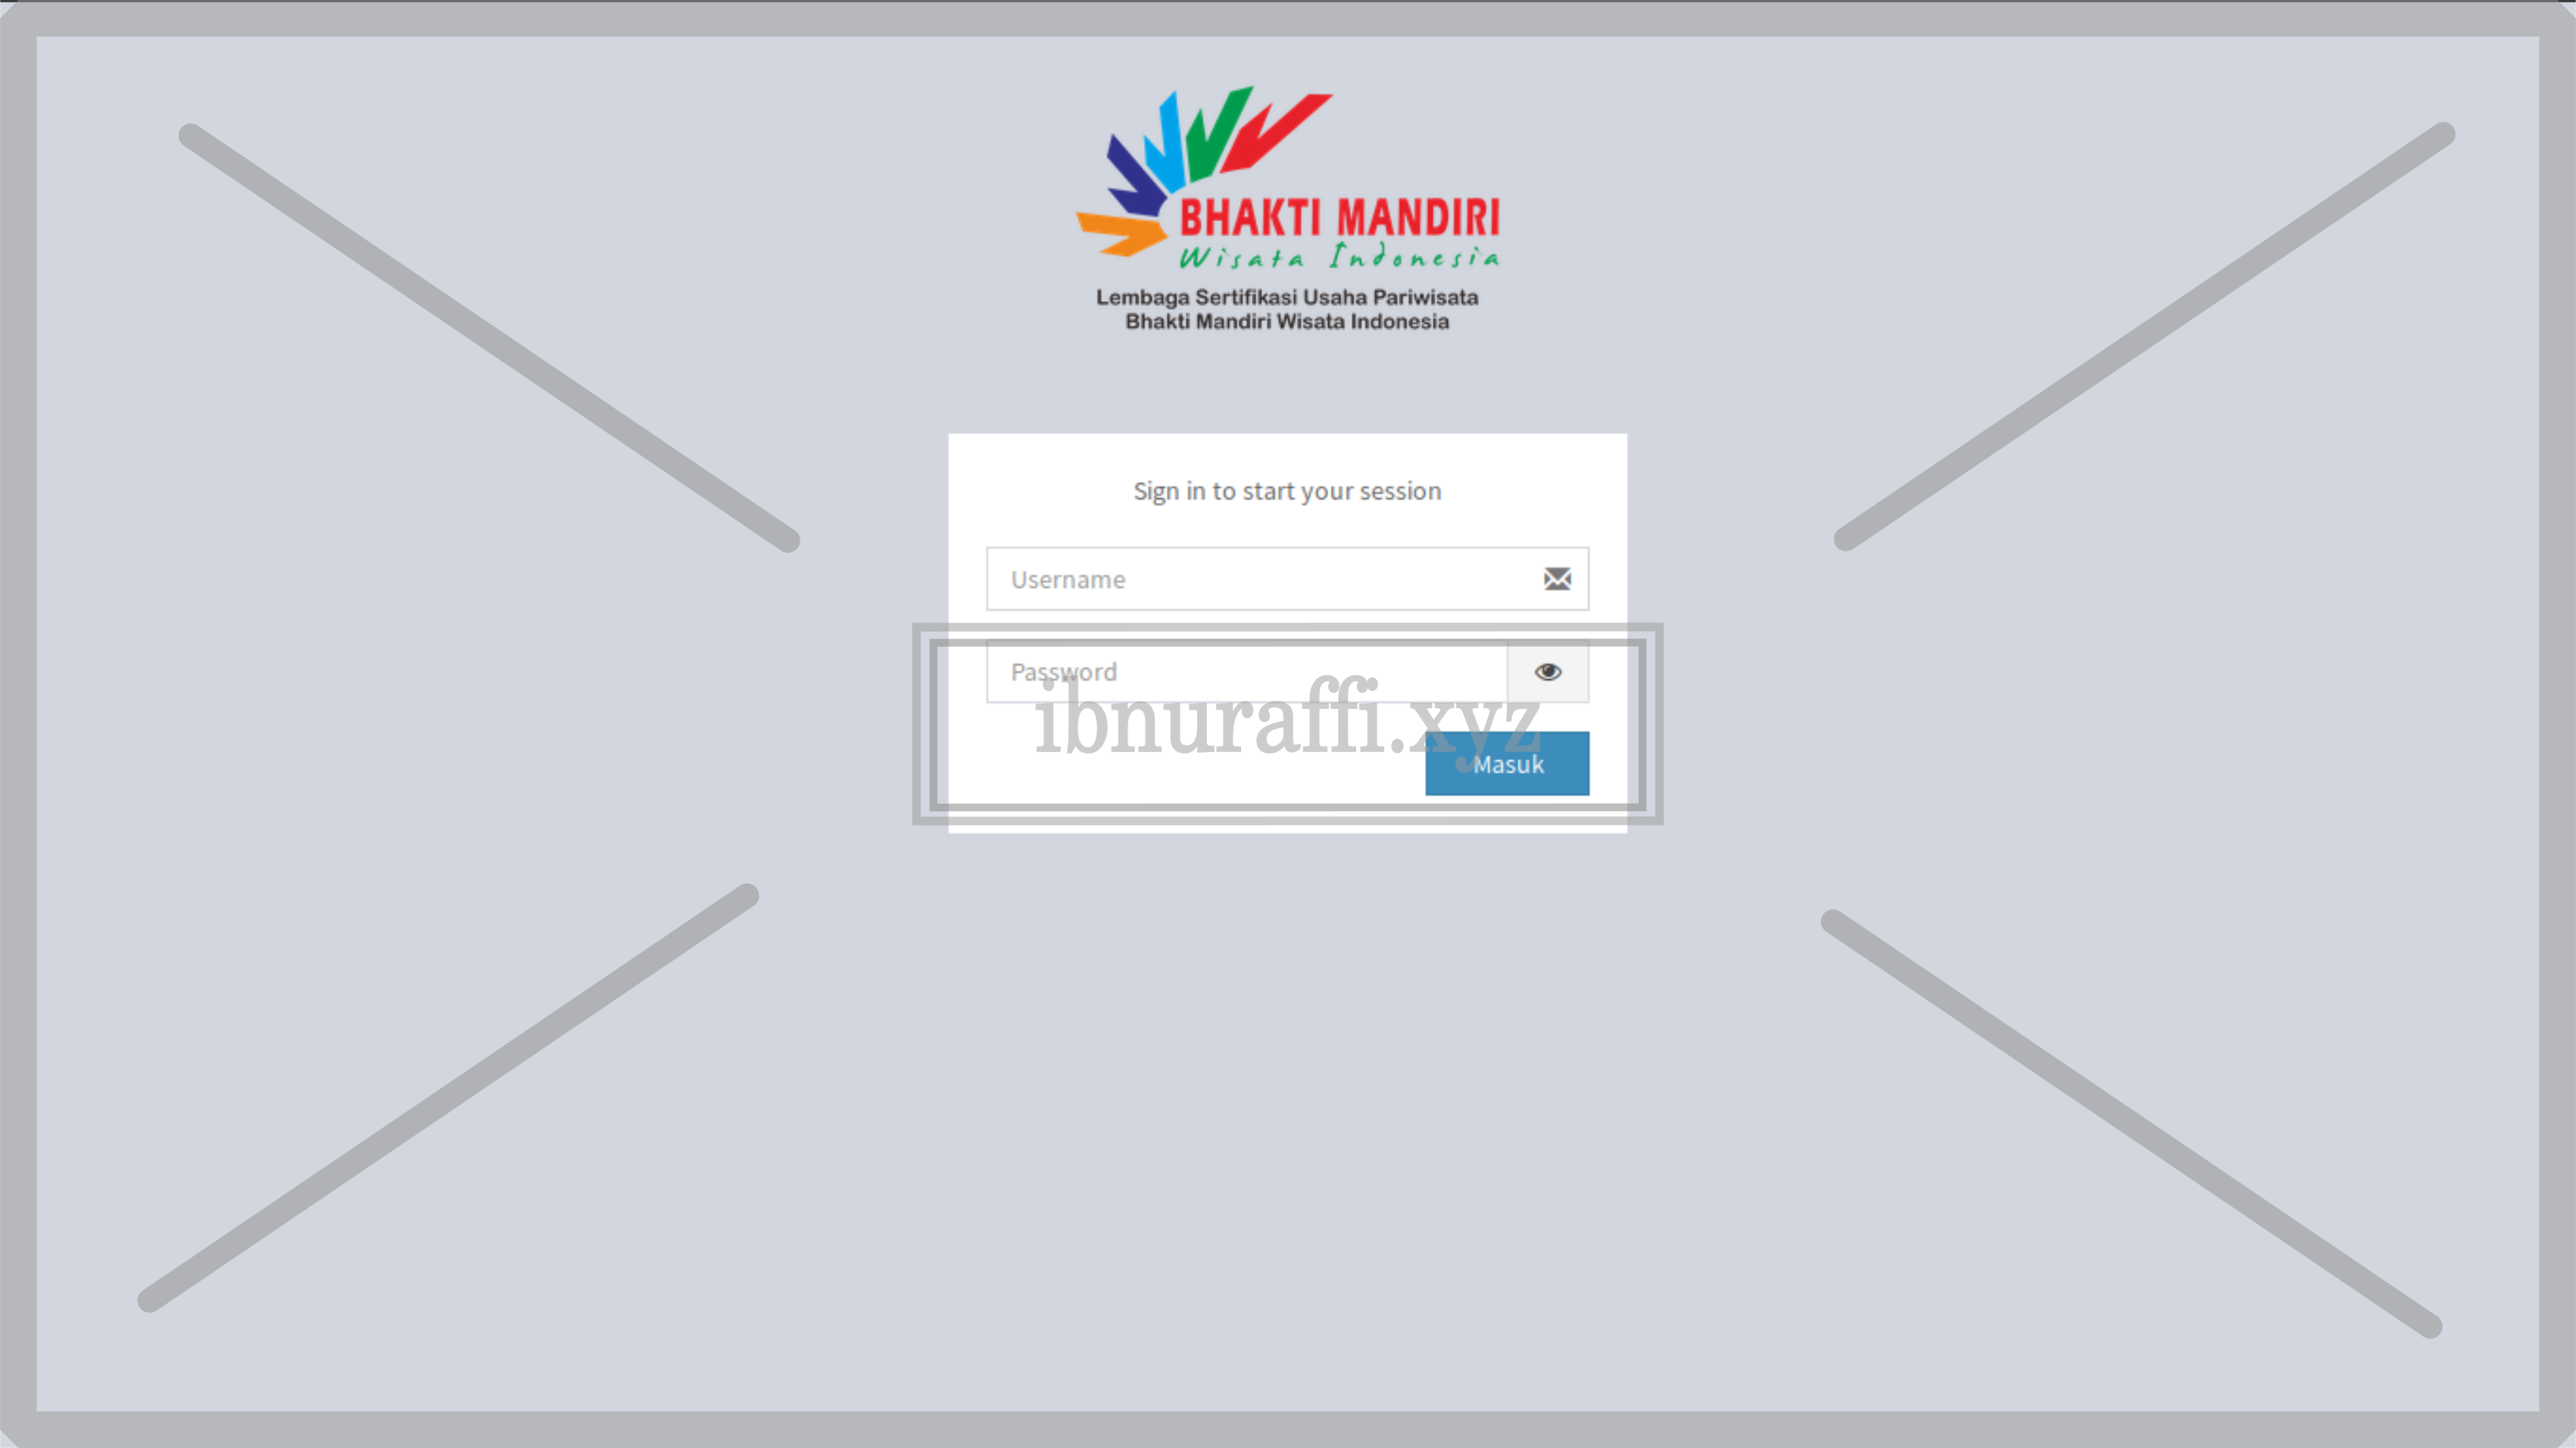 BHAKTI MANDIRI
Wisata Indonesia
Lembaga Sertifikasi Usaha Pariwisata
Bhakti Mandiri Wisata Indonesia
Sign in to start your session
Username
Password
ibnuraffi.xyz
Masuk